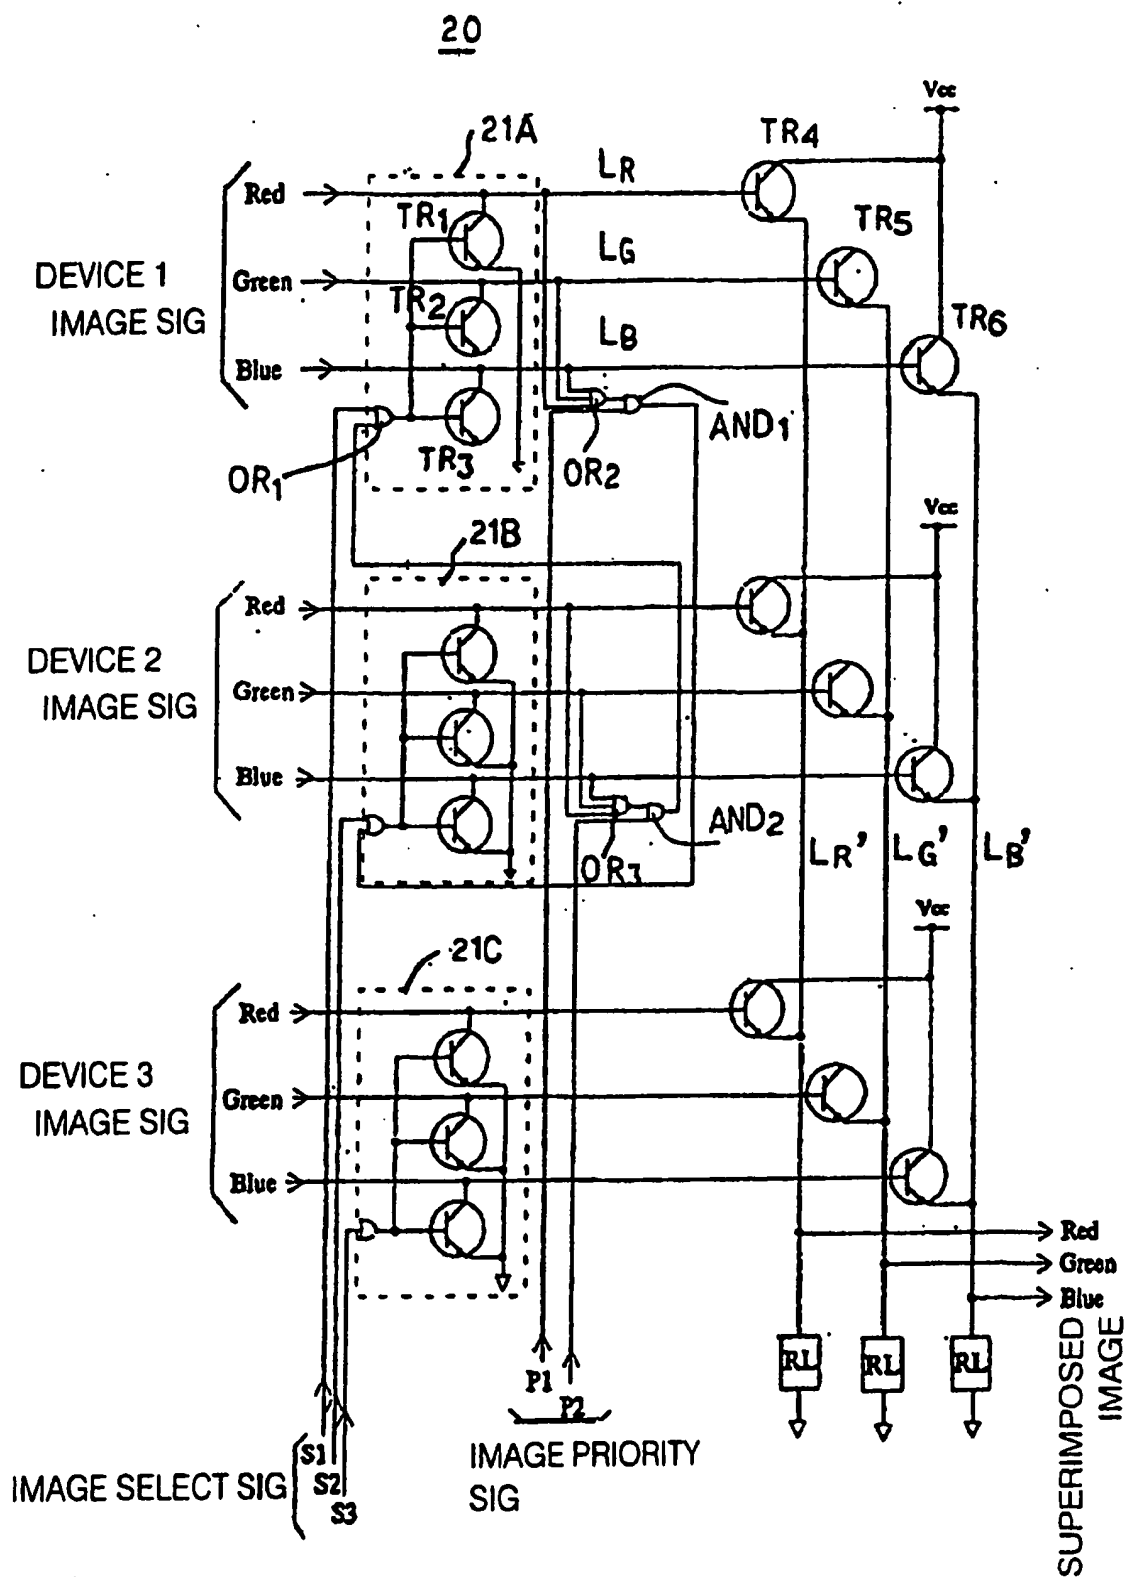 20
Vcc
21A
TR4
LR
Red
TR1
TR5
LG
DEVICE 1
IMAGE SIG
Green
TR2
TR6
LB
Blue
AND1
OR1
TR3
OR2
Vcc
21B
Red
DEVICE 2
IMAGE SIG
Green
Blue
AND2
OR3
LR'
LG'
LB'
Vcc
21C
Red
DEVICE 3
IMAGE SIG
Green
Blue
Red
Green
Blue
RL
RL
RL
SUPERIMPOSED
IMAGE
P1
P2
IMAGE PRIORITY
SIG
IMAGE SELECT SIG
S1
S2
S3